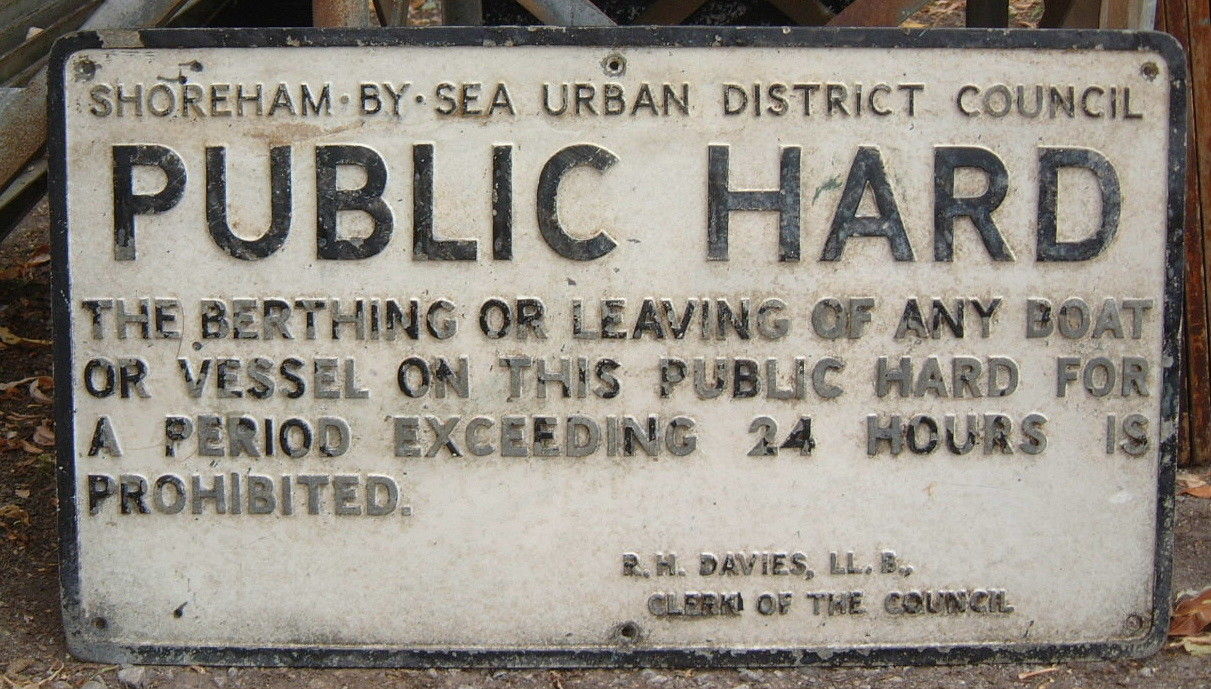 SHOREHAM·BY·SEA URBAN DISTRICT COUNCIL
PUBLIC HARD
THE BERTHING OR LEAVING OF ANY BOAT
OR VESSEL ON THIS PUBLIC HARD FOR
A PERIOD EXCEEDING 24 HOURS IS
PROHIBITED.
R. H. DAVIES, LL. B.,
CLERK OF THE COUNCIL